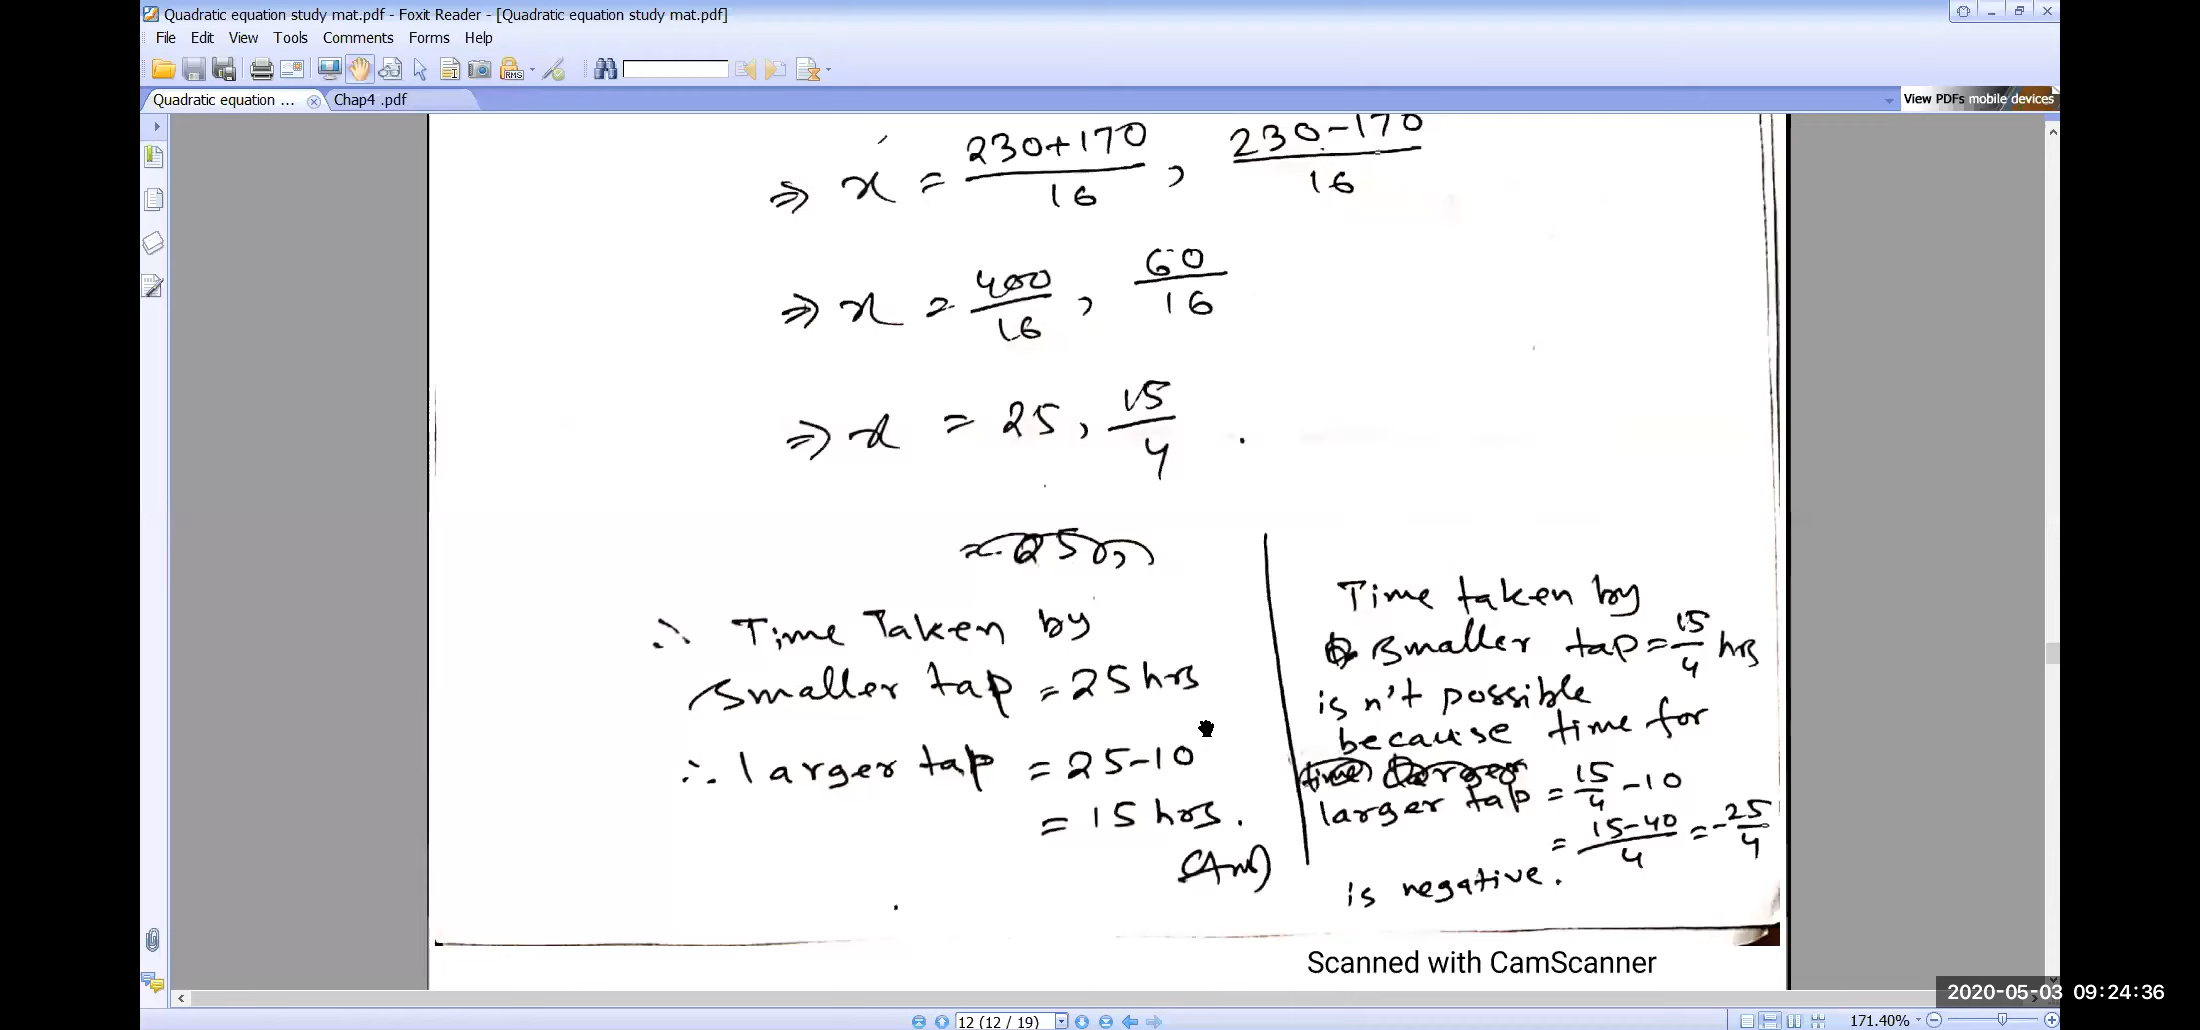 Quadratic equation study mat.pdf - Foxit Reader - [Quadratic equation study mat.pdf]
File Edit View Tools Comments Forms Help
Quadratic equation ... Chap4 .pdf View PDFs mobile devices
⇒ x = 230+170/16 , 230-170/16
⇒ x = 400/16 , 60/16
⇒ x = 25 , 15/4 .
∴ Time Taken by
smaller tap = 25 hrs
∴ larger tap = 25-10
= 15 hrs.
(Ans)
Time taken by
smaller tap = 15/4 hrs
is n't possible
because time for
larger tap = 15/4 - 10
= 15-40/4 = -25/4
is negative.
Scanned with CamScanner
2020-05-03 09:24:36
12 (12 / 19) 171.40%